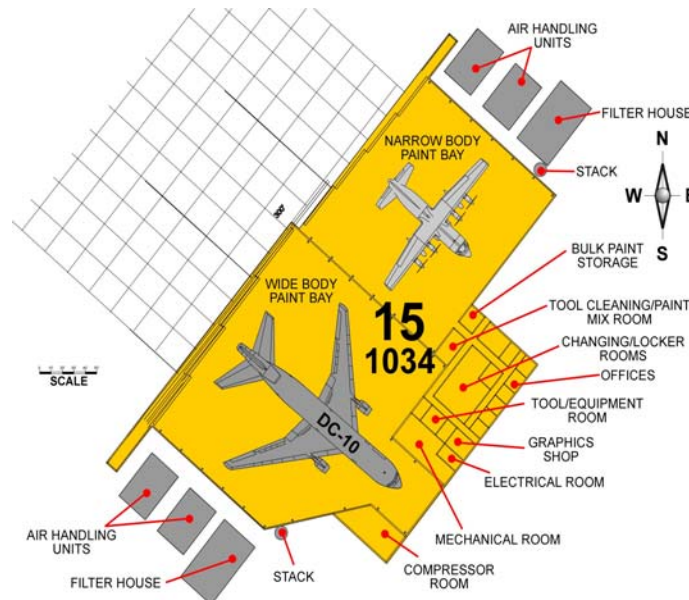 AIR HANDLING
UNITS
FILTER HOUSE
NARROW BODY
PAINT BAY
STACK
N
W
E
S
300'
BULK PAINT
STORAGE
WIDE BODY
PAINT BAY
15
1034
TOOL CLEANING/PAINT
MIX ROOM
CHANGING/LOCKER
ROOMS
OFFICES
SCALE
TOOL/EQUIPMENT
ROOM
DC-10
GRAPHICS
SHOP
ELECTRICAL ROOM
MECHANICAL ROOM
AIR HANDLING
UNITS
COMPRESSOR
ROOM
STACK
FILTER HOUSE